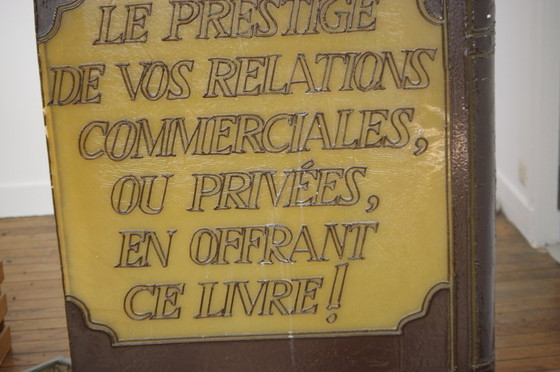 LE PRESTIGE
DE VOS RELATIONS
COMMERCIALES,
OU PRIVÉES,
EN OFFRANT
CE LIVRE!